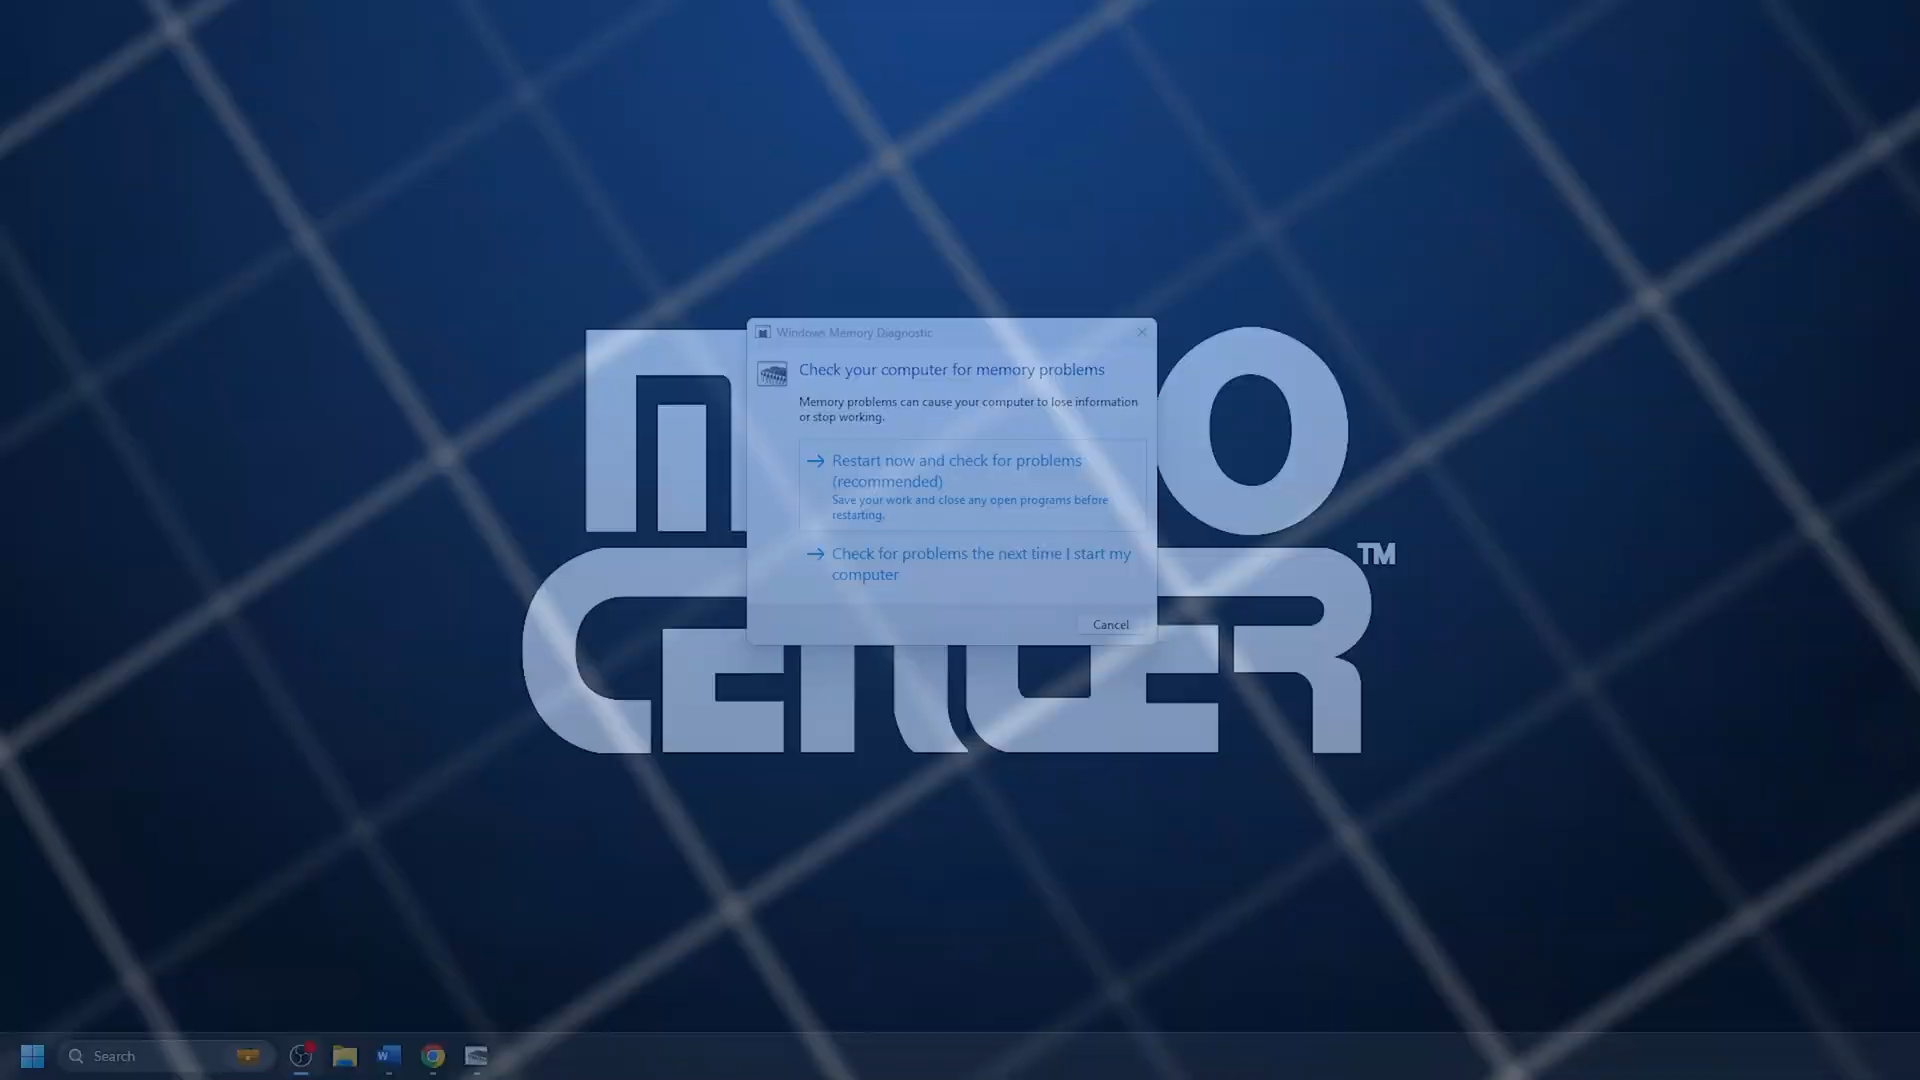 Windows Memory Diagnostic
Check your computer for memory problems
Memory problems can cause your computer to lose information
or stop working.
Restart now and check for problems
(recommended)
Save your work and close any open programs before
restarting.
Check for problems the next time I start my
computer
Cancel
MICRO
CENTER
TM
Search